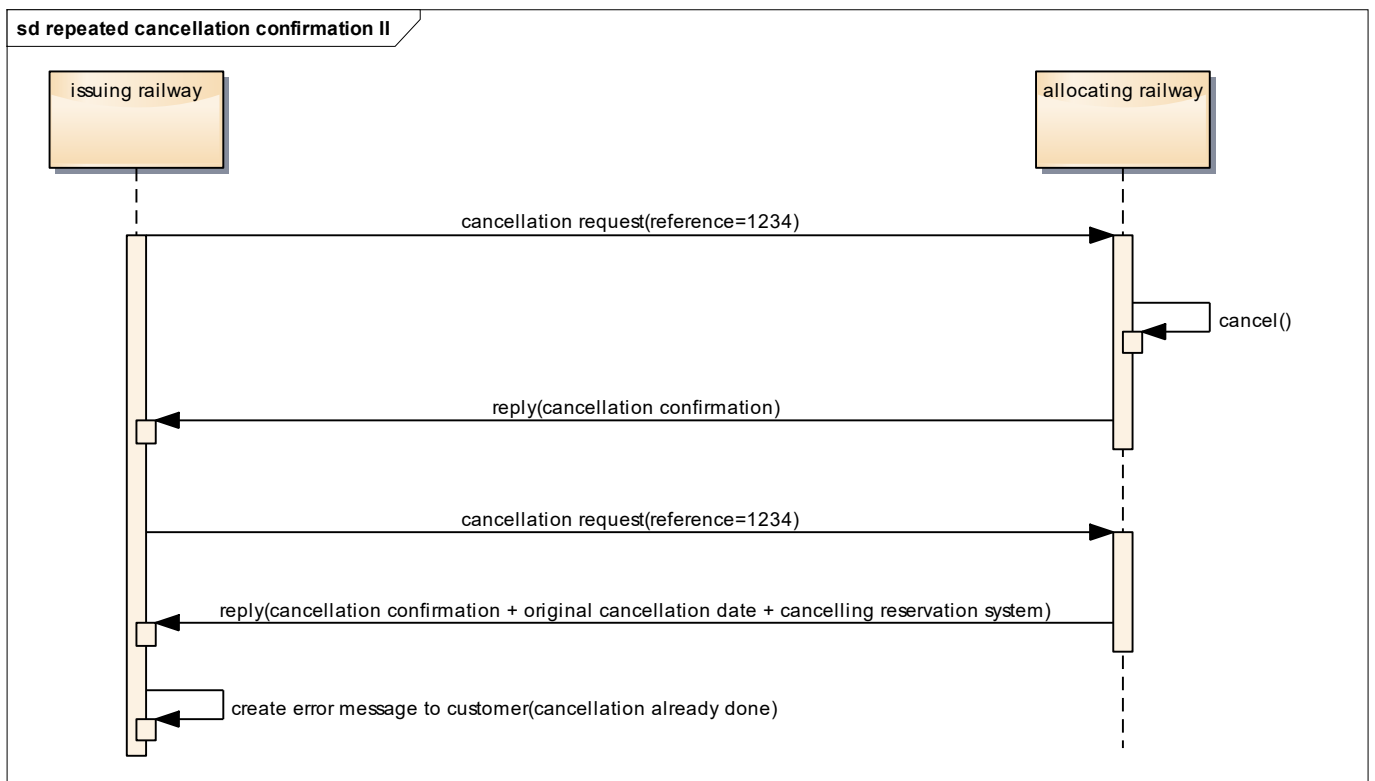 sd repeated cancellation confirmation II
issuing railway
allocating railway
cancellation request(reference=1234)
cancel()
reply(cancellation confirmation)
cancellation request(reference=1234)
reply(cancellation confirmation + original cancellation date + cancelling reservation system)
create error message to customer(cancellation already done)